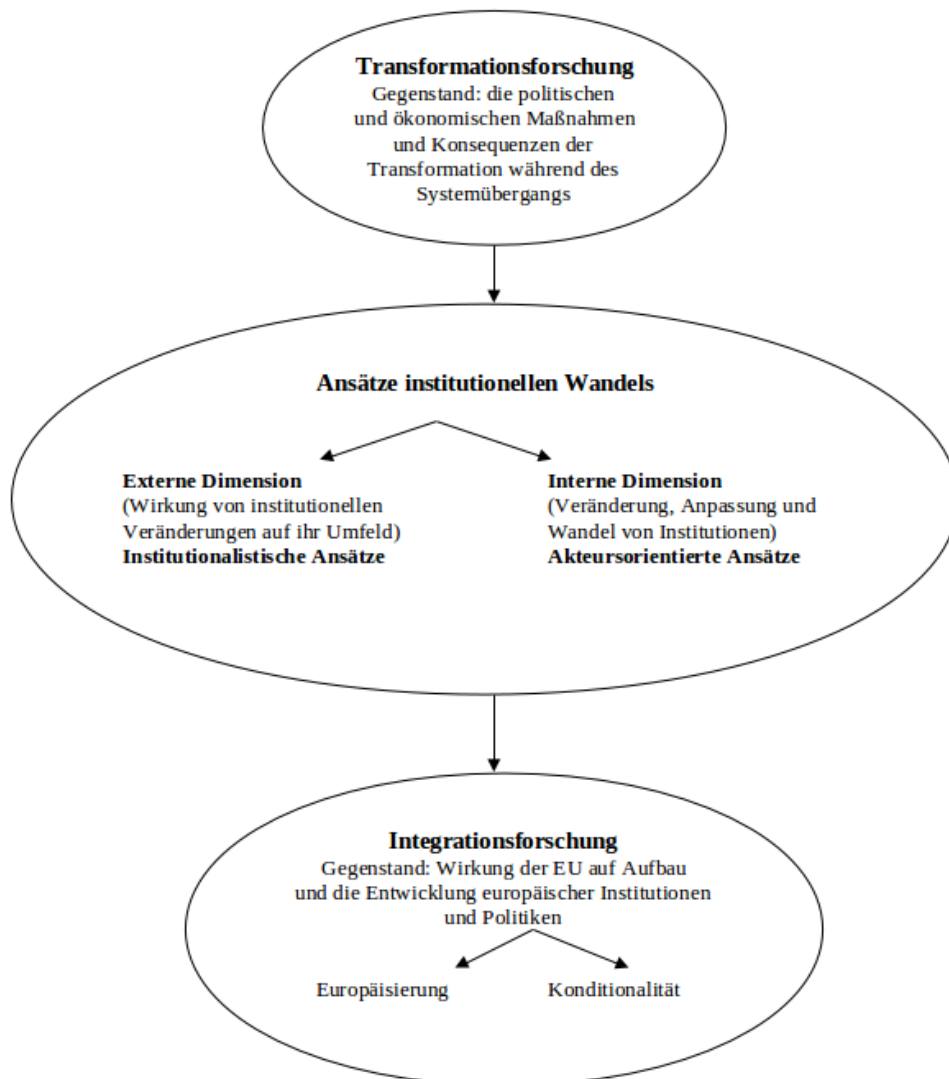 Transformationsforschung
Gegenstand: die politischen
und ökonomischen Maßnahmen
und Konsequenzen der
Transformation während des
Systemübergangs
Ansätze institutionellen Wandels
Externe Dimension
(Wirkung von institutionellen
Veränderungen auf ihr Umfeld)
Institutionalistische Ansätze
Interne Dimension
(Veränderung, Anpassung und
Wandel von Institutionen)
Akteursorientierte Ansätze
Integrationsforschung
Gegenstand: Wirkung der EU auf Aufbau
und die Entwicklung europäischer Institutionen
und Politiken
Europäisierung
Konditionalität